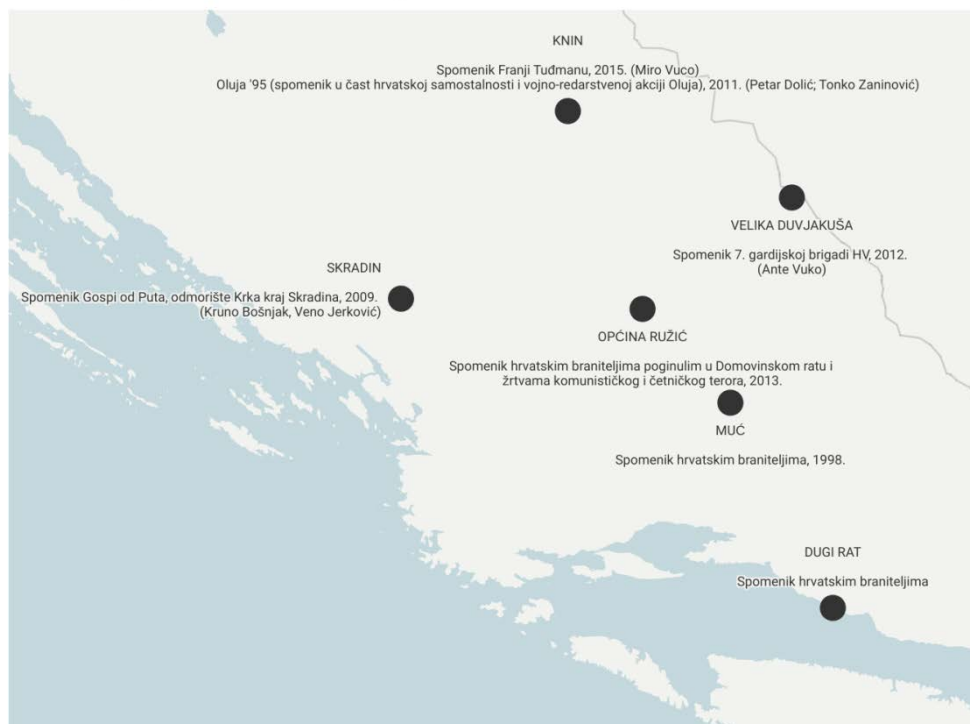 KNIN
Spomenik Franji Tuđmanu, 2015. (Miro Vuco)
Oluja '95 (spomenik u čast hrvatskoj samostalnosti i vojno-redarstvenoj akciji Oluja), 2011. (Petar Dolić; Tonko Zaninović)
VELIKA DUVJAKUŠA
Spomenik 7. gardijskoj brigadi HV, 2012.
(Ante Vuko)
SKRADIN
Spomenik Gospi od Puta, odmorište Krka kraj Skradina, 2009.
(Kruno Bošnjak, Veno Jerković)
OPĆINA RUŽIĆ
Spomenik hrvatskim braniteljima poginulim u Domovinskom ratu i
žrtvama komunističkog i četničkog terora, 2013.
MUĆ
Spomenik hrvatskim braniteljima, 1998.
DUGI RAT
Spomenik hrvatskim braniteljima